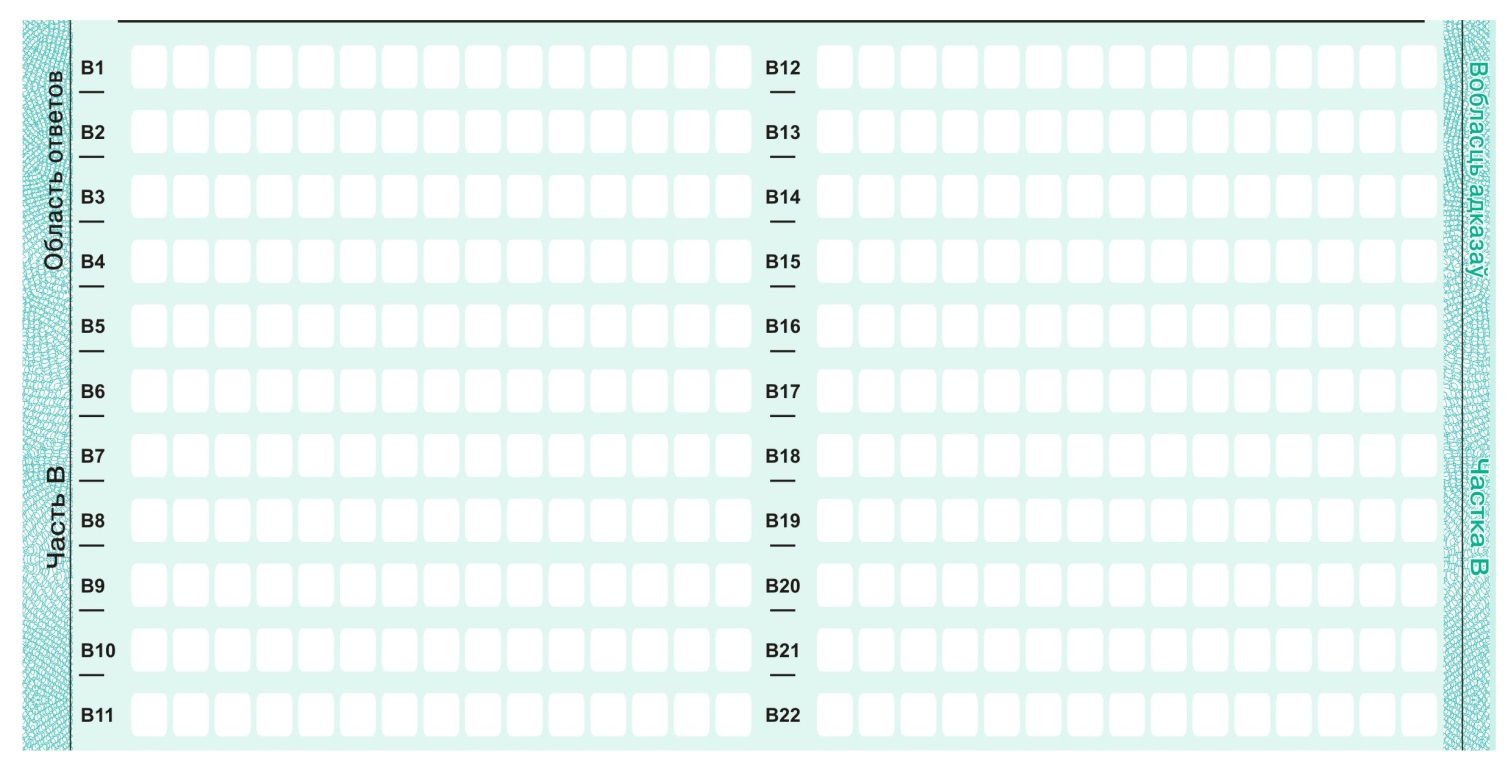 Область ответов
Часть В
B1
B2
B3
B4
B5
B6
B7
B8
B9
B10
B11
B12
B13
B14
B15
B16
B17
B18
B19
B20
B21
B22
Вобласць адказаў
Частка В